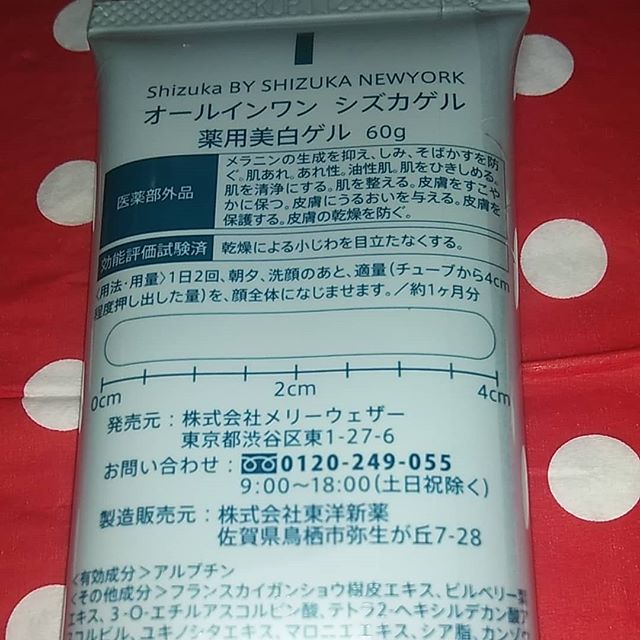 Shizuka BY SHIZUKA NEWYORK
オールインワン シズカゲル
薬用美白ゲル 60g
医薬部外品
メラニンの生成を抑え、しみ、そばかすを防
ぐ。肌あれ。あれ性。油性肌。肌をひきしめる。
肌を清浄にする。肌を整える。皮膚をすこや
かに保つ。皮膚にうるおいを与える。皮膚を
保護する。皮膚の乾燥を防ぐ。
効能評価試験済 乾燥による小じわを目立たなくする。
〈用法・用量〉1日2回、朝夕、洗顔のあと、適量(チューブから4cm
程度押し出した量)を、顔全体になじませます。/約1ヶ月分
0cm 2cm 4cm
発売元:株式会社メリーウェザー
東京都渋谷区東1-27-6
お問い合わせ:0120-249-055
9:00〜18:00(土日祝除く)
製造販売元:株式会社東洋新薬
佐賀県鳥栖市弥生が丘7-28
<有効成分>アルブチン
<その他成分>フランスカイガンショウ樹皮エキス、ビルベリー葉
エキス、3-O-エチルアスコルビン酸、テトラ2-ヘキシルデカン酸ア
スコルビル、ユキノシタエキス、マロニエエキス、シア脂、カンゾウ